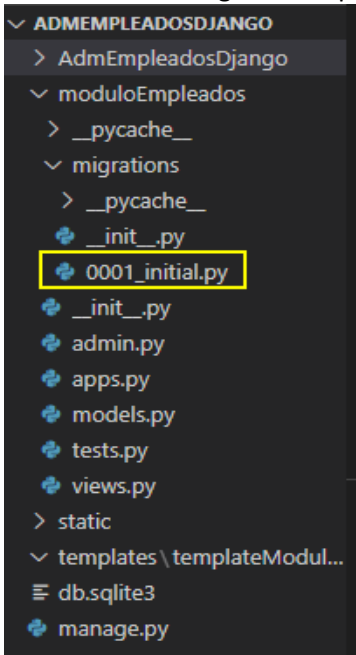 ADMEMPLEADOSDJANGO
AdmEmpleadosDjango
moduloEmpleados
__pycache__
migrations
__pycache__
__init__.py
0001_initial.py
__init__.py
admin.py
apps.py
models.py
tests.py
views.py
static
templates\templateModul...
db.sqlite3
manage.py